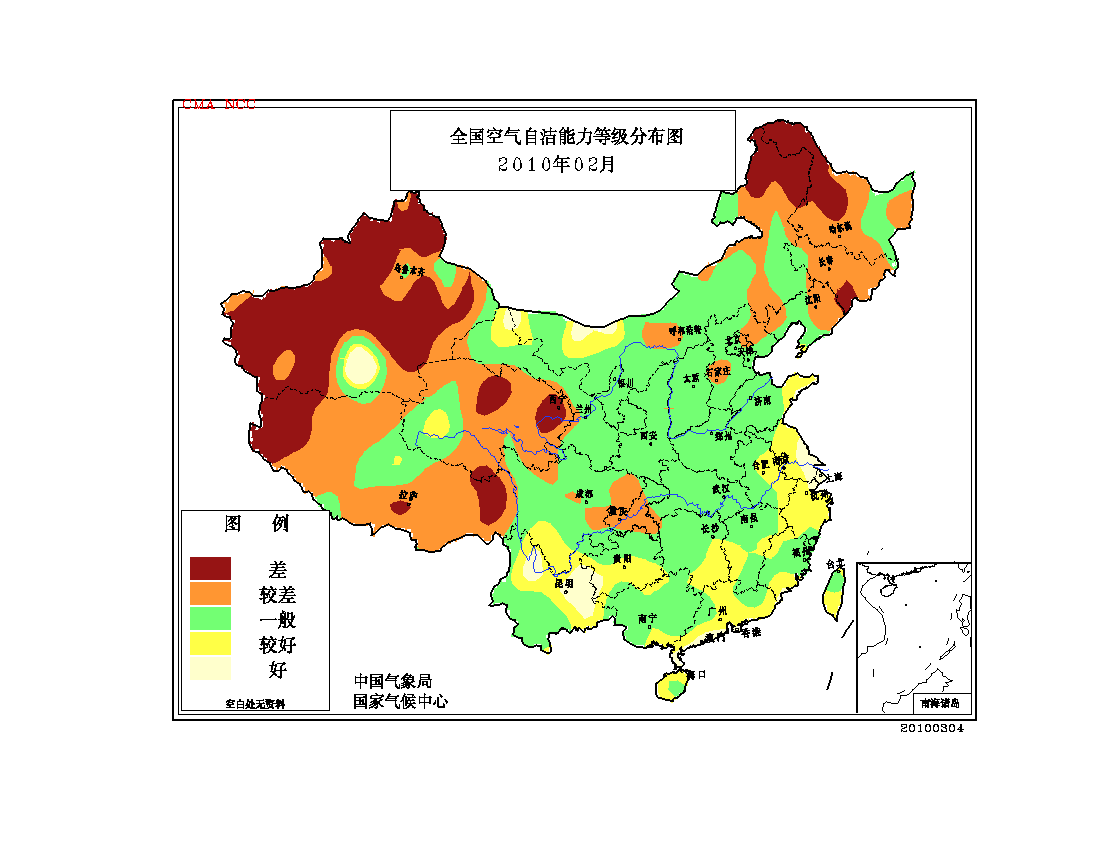 CMA NCC
全国空气自洁能力等级分布图
2010年02月
哈尔滨
长春
乌鲁木齐
沈阳
呼和浩特
北京
天津
石家庄
太原
银川
西宁
兰州
济南
西安
郑州
合肥
南京
上海
拉萨
成都
武汉
杭州
重庆
南昌
长沙
福州
贵阳
台北
昆明
广州
南宁
澳门
香港
海口
图 例
差
较差
一般
较好
好
空白处无资料
中国气象局
国家气候中心
南海诸岛
20100304